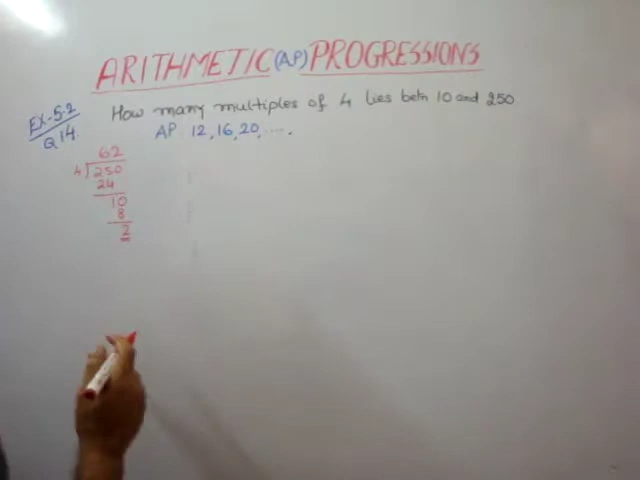 ARITHMETIC (AP) PROGRESSIONS
EX-5.2
Q 14.
How many multiples of 4 lies betn 10 and 250
AP 12, 16, 20, .....
62
4 250
24
10
8
2